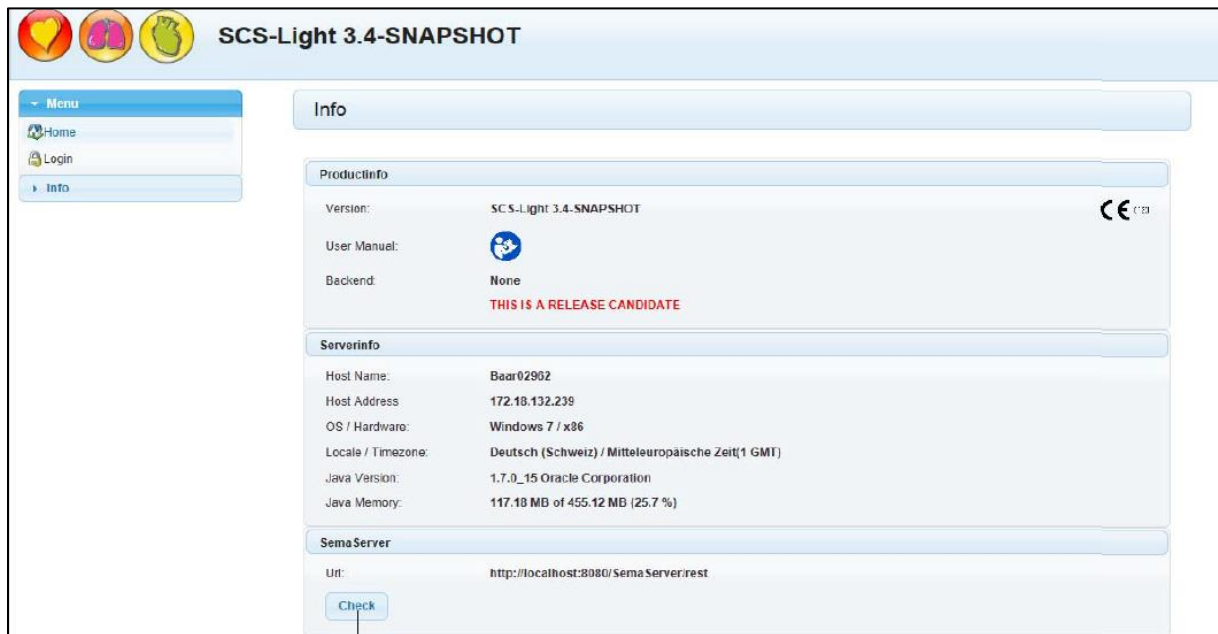 SCS-Light 3.4-SNAPSHOT
Menu
Home
Login
Info
Info
Productinfo
Version: SCS-Light 3.4-SNAPSHOT
User Manual:
Backend: None
THIS IS A RELEASE CANDIDATE
Serverinfo
Host Name: Baar02962
Host Address 172.18.132.239
OS / Hardware: Windows 7 / x86
Locale / Timezone: Deutsch (Schweiz) / Mitteleuropäische Zeit(1 GMT)
Java Version: 1.7.0_15 Oracle Corporation
Java Memory: 117.18 MB of 455.12 MB (25.7 %)
SemaServer
Url: http://localhost:8080/SemaServer/rest
Check